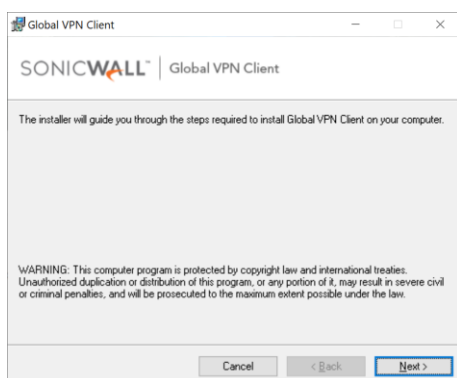 Global VPN Client
SONICWALL™ | Global VPN Client
The installer will guide you through the steps required to install Global VPN Client on your computer.
WARNING: This computer program is protected by copyright law and international treaties.
Unauthorized duplication or distribution of this program, or any portion of it, may result in severe civil
or criminal penalties, and will be prosecuted to the maximum extent possible under the law.
Cancel < Back Next >